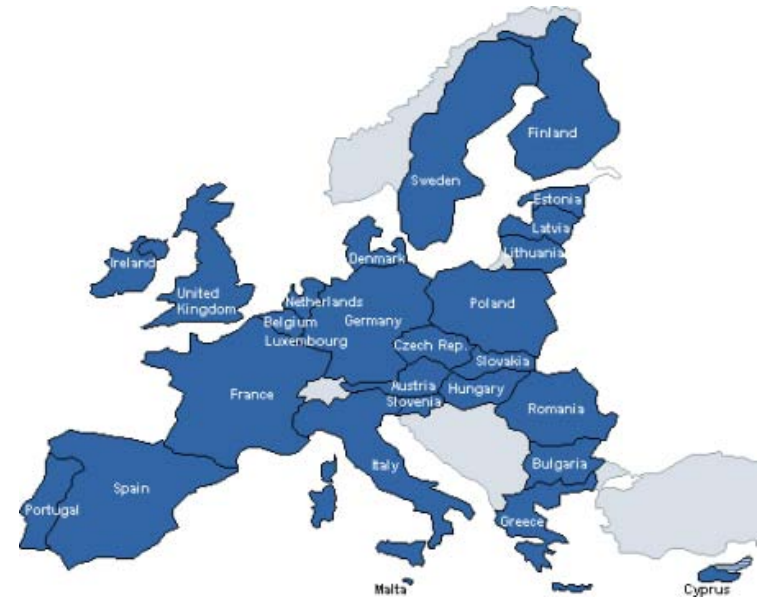 Finland
Sweden
Estonia
Latvia
Lithuania
Denmark
Ireland
United
Kingdom
Netherlands
Poland
Belgium
Germany
Luxembourg
Czech Rep.
Slovakia
France
Austria
Hungary
Slovenia
Romania
Italy
Bulgaria
Spain
Portugal
Greece
Malta
Cyprus